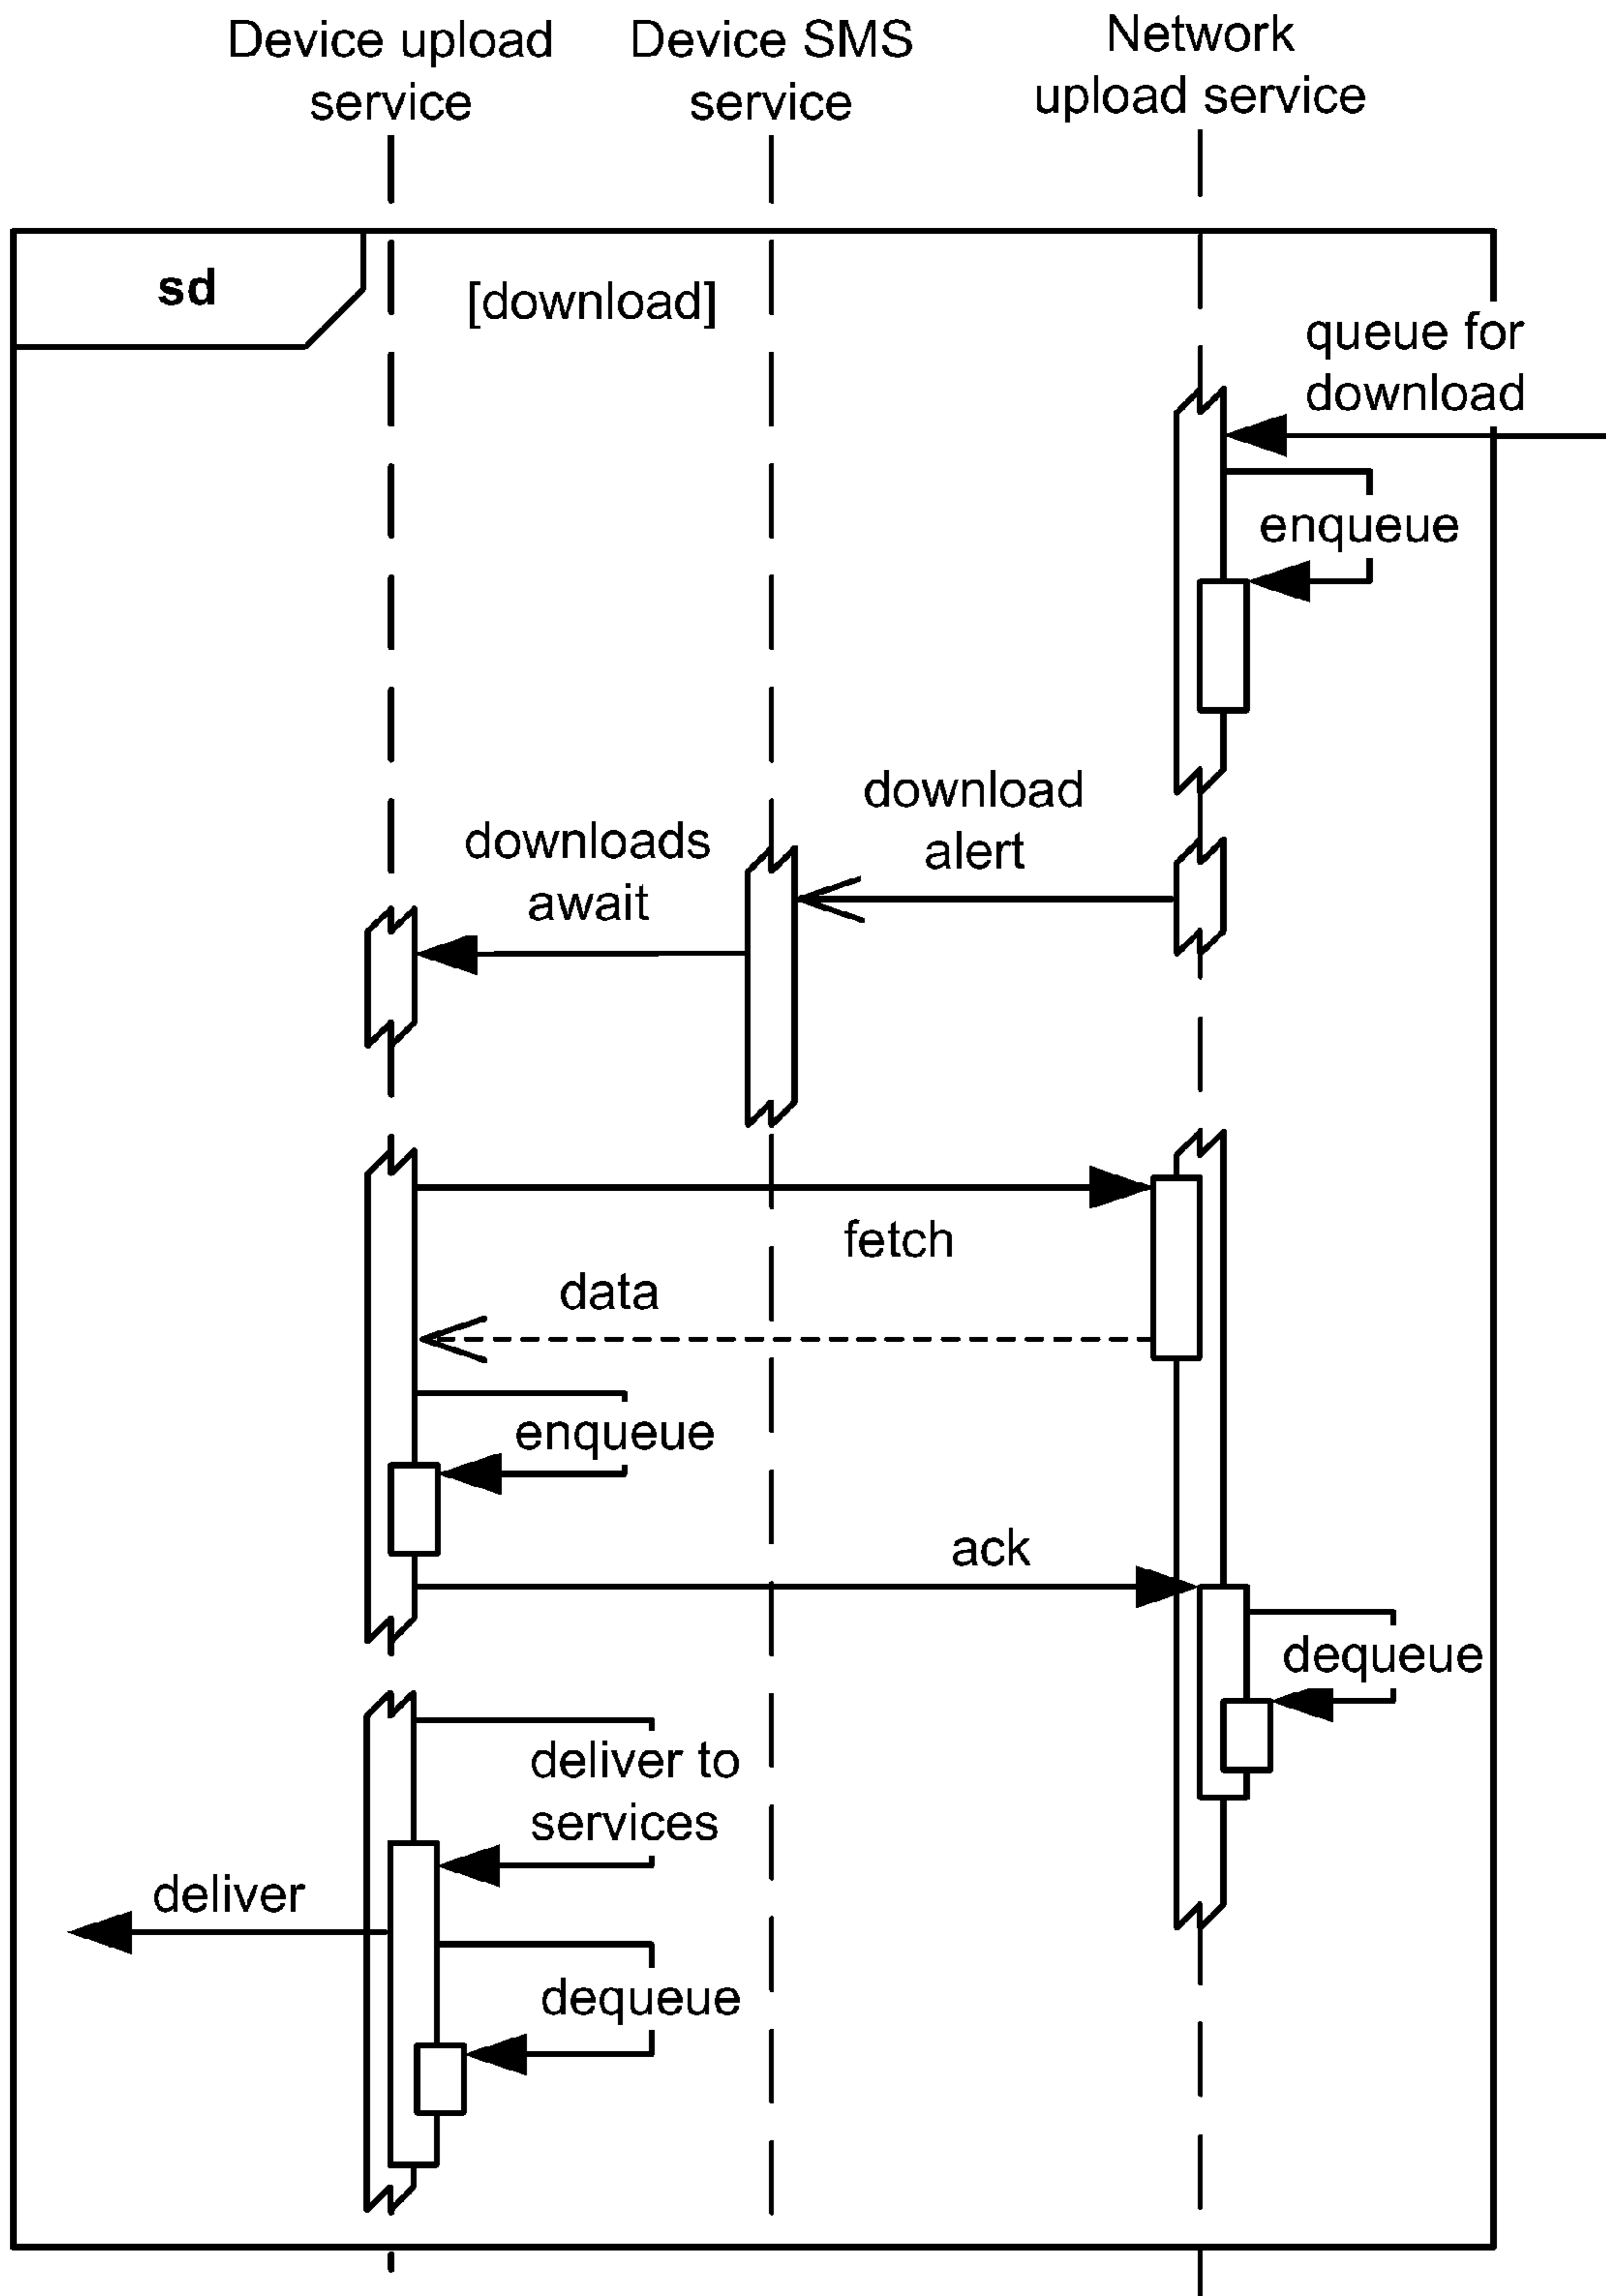 Device upload
service
Device SMS
service
Network
upload service
sd
[download]
queue for
download
enqueue
download
alert
downloads
await
fetch
data
enqueue
ack
dequeue
deliver to
services
deliver
dequeue